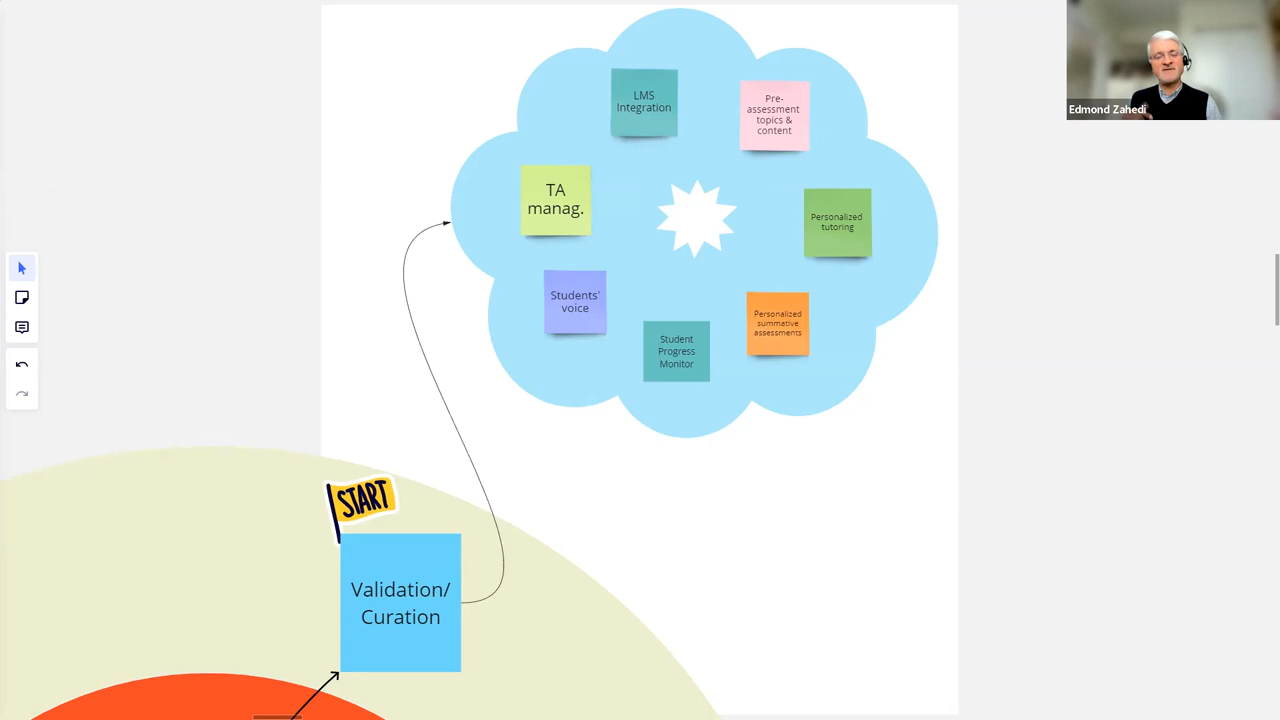 LMS
Integration
Pre-
assessment
topics &
content
TA
manag.
Personalized
tutoring
Students'
voice
Personalized
summative
assessments
Student
Progress
Monitor
START
Validation/
Curation
Edmond Zahedi